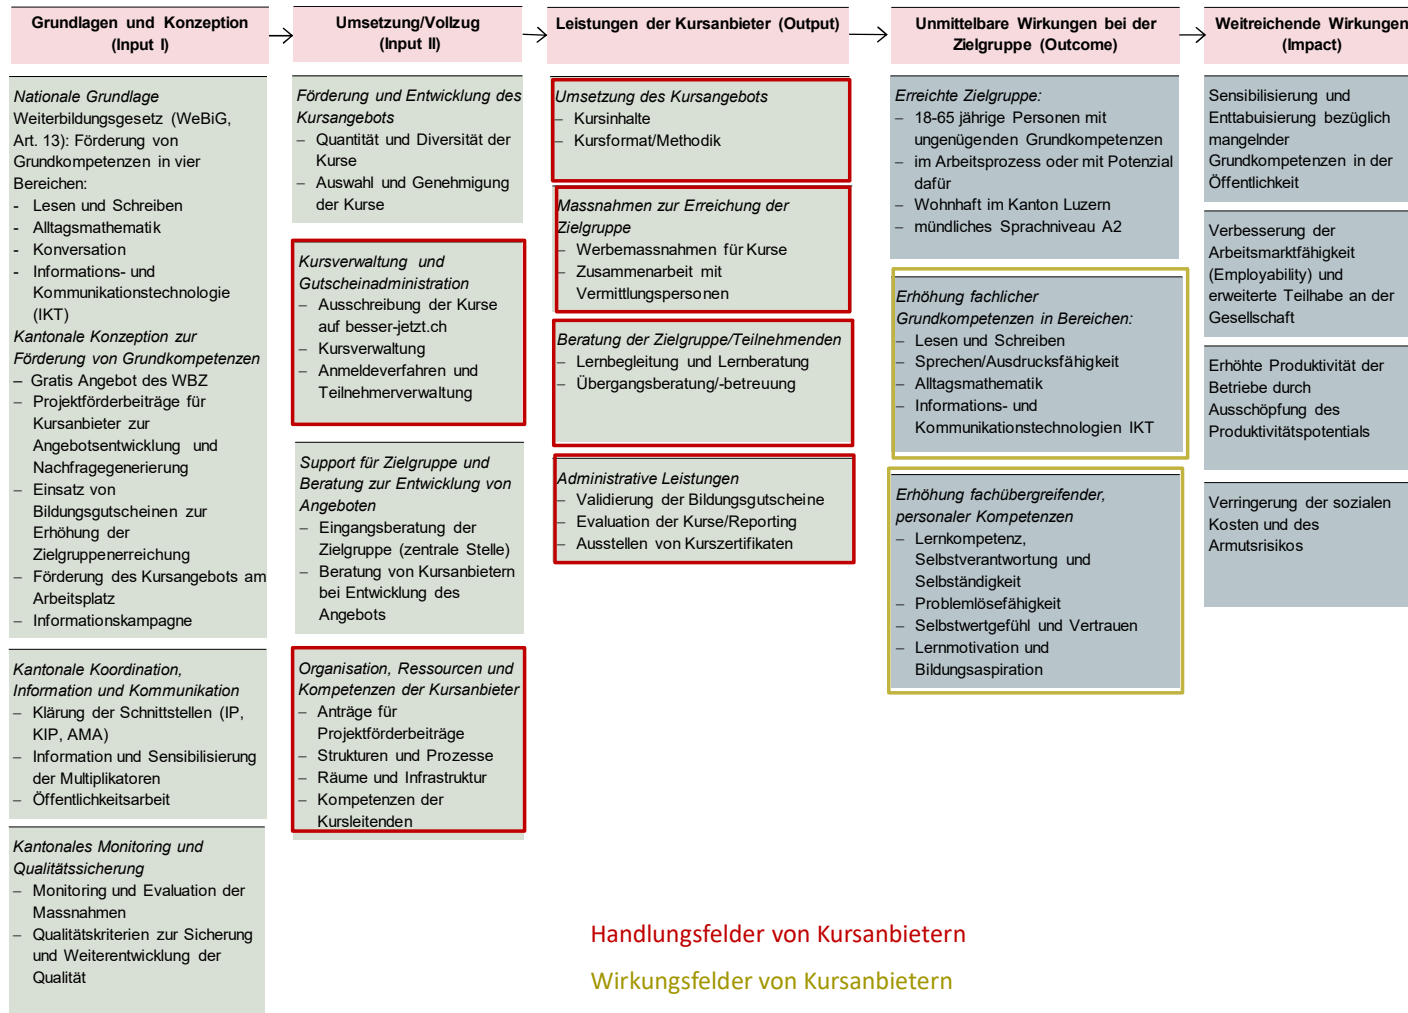 Grundlagen und Konzeption
(Input I)
Umsetzung/Vollzug
(Input II)
Leistungen der Kursanbieter (Output)
Unmittelbare Wirkungen bei der
Zielgruppe (Outcome)
Weitreichende Wirkungen
(Impact)
Nationale Grundlage
Weiterbildungsgesetz (WeBiG,
Art. 13): Förderung von
Grundkompetenzen in vier
Bereichen:
- Lesen und Schreiben
- Alltagsmathematik
- Konversation
- Informations- und
Kommunikationstechnologie
(IKT)
Kantonale Konzeption zur
Förderung von Grundkompetenzen
– Gratis Angebot des WBZ
– Projektförderbeiträge für
Kursanbieter zur
Angebotsentwicklung und
Nachfragegenerierung
– Einsatz von
Bildungsgutscheinen zur
Erhöhung der
Zielgruppenerreichung
– Förderung des Kursangebots am
Arbeitsplatz
– Informationskampagne
Kantonale Koordination,
Information und Kommunikation
– Klärung der Schnittstellen (IP,
KIP, AMA)
– Information und Sensibilisierung
der Multiplikatoren
– Öffentlichkeitsarbeit
Kantonales Monitoring und
Qualitätssicherung
– Monitoring und Evaluation der
Massnahmen
– Qualitätskriterien zur Sicherung
und Weiterentwicklung der
Qualität
Förderung und Entwicklung des
Kursangebots
– Quantität und Diversität der
Kurse
– Auswahl und Genehmigung
der Kurse
Kursverwaltung und
Gutscheinadministration
– Ausschreibung der Kurse
auf besser-jetzt.ch
– Kursverwaltung
– Anmeldeverfahren und
Teilnehmerverwaltung
Support für Zielgruppe und
Beratung zur Entwicklung von
Angeboten
– Eingangsberatung der
Zielgruppe (zentrale Stelle)
– Beratung von Kursanbietern
bei Entwicklung des
Angebots
Organisation, Ressourcen und
Kompetenzen der Kursanbieter
– Anträge für
Projektförderbeiträge
– Strukturen und Prozesse
– Räume und Infrastruktur
– Kompetenzen der
Kursleitenden
Umsetzung des Kursangebots
– Kursinhalte
– Kursformat/Methodik
Massnahmen zur Erreichung der
Zielgruppe
– Werbemassnahmen für Kurse
– Zusammenarbeit mit
Vermittlungspersonen
Beratung der Zielgruppe/Teilnehmenden
– Lernbegleitung und Lernberatung
– Übergangsberatung/-betreuung
Administrative Leistungen
– Validierung der Bildungsgutscheine
– Evaluation der Kurse/Reporting
– Ausstellen von Kurszertifikaten
Erreichte Zielgruppe:
– 18-65 jährige Personen mit
ungenügenden Grundkompetenzen
– im Arbeitsprozess oder mit Potenzial
dafür
– Wohnhaft im Kanton Luzern
– mündliches Sprachniveau A2
Erhöhung fachlicher
Grundkompetenzen in Bereichen:
– Lesen und Schreiben
– Sprechen/Ausdrucksfähigkeit
– Alltagsmathematik
– Informations- und
Kommunikationstechnologien IKT
Erhöhung fachübergreifender,
personaler Kompetenzen
– Lernkompetenz,
Selbstverantwortung und
Selbständigkeit
– Problemlösefähigkeit
– Selbstwertgefühl und Vertrauen
– Lernmotivation und
Bildungsaspiration
Sensibilisierung und
Enttabuisierung bezüglich
mangelnder
Grundkompetenzen in der
Öffentlichkeit
Verbesserung der
Arbeitsmarktfähigkeit
(Employability) und
erweiterte Teilhabe an der
Gesellschaft
Erhöhte Produktivität der
Betriebe durch
Ausschöpfung des
Produktivitätspotentials
Verringerung der sozialen
Kosten und des
Armutsrisikos
Handlungsfelder von Kursanbietern
Wirkungsfelder von Kursanbietern